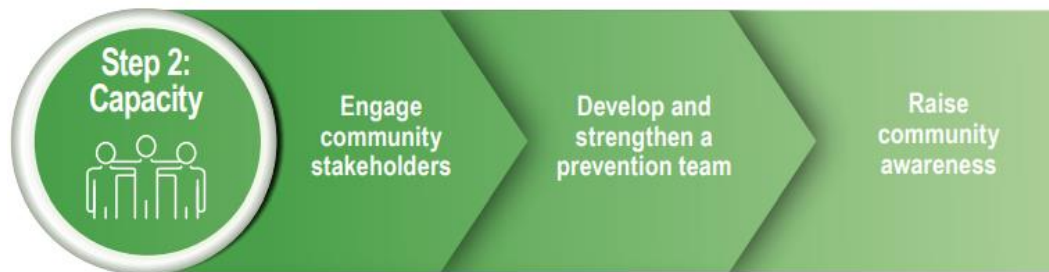 Step 2:
Capacity
Engage
community
stakeholders
Develop and
strengthen a
prevention team
Raise
community
awareness